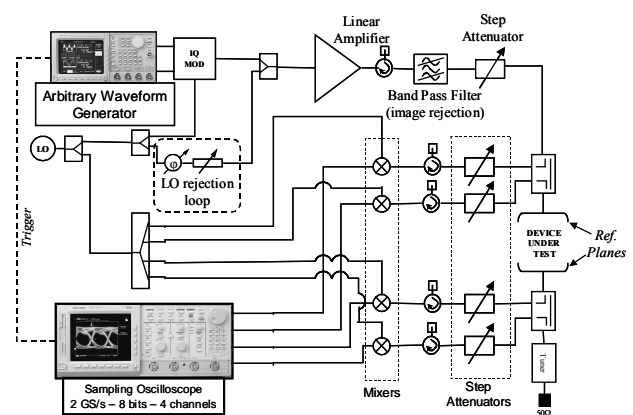 Linear
Amplifier
Step
Attenuator
IQ
MOD
Arbitrary Waveform
Generator
Band Pass Filter
(image rejection)
LO
φ
LO rejection
loop
Trigger
DEVICE
UNDER
TEST
Ref.
Planes
Sampling Oscilloscope
2 GS/s – 8 bits – 4 channels
Mixers
Step
Attenuators
Tuner
50Ω